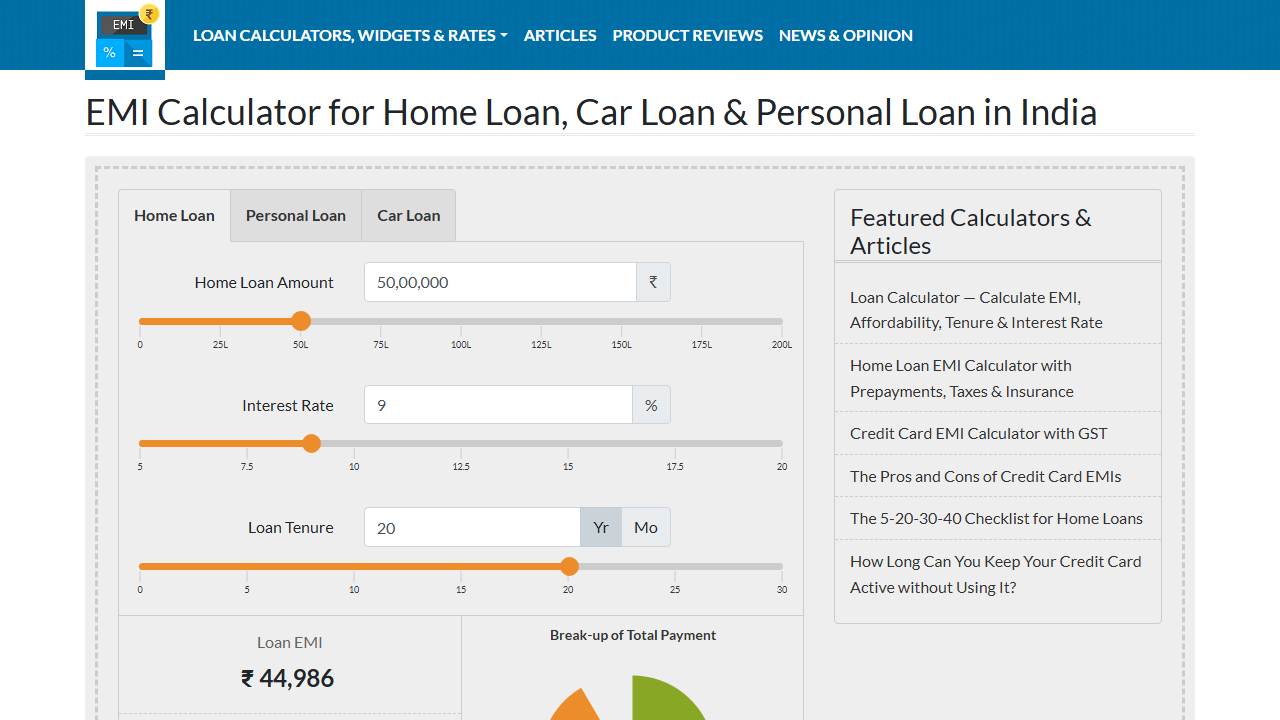 EMI
₹
%
=
LOAN CALCULATORS, WIDGETS & RATES
ARTICLES
PRODUCT REVIEWS
NEWS & OPINION
EMI Calculator for Home Loan, Car Loan & Personal Loan in India
Home Loan
Personal Loan
Car Loan
Home Loan Amount
50,00,000
₹
0 25L 50L 75L 100L 125L 150L 175L 200L
Interest Rate
9
%
5 7.5 10 12.5 15 17.5 20
Loan Tenure
20
Yr
Mo
0 5 10 15 20 25 30
Loan EMI
₹ 44,986
Break-up of Total Payment
Featured Calculators &
Articles
Loan Calculator — Calculate EMI,
Affordability, Tenure & Interest Rate
Home Loan EMI Calculator with
Prepayments, Taxes & Insurance
Credit Card EMI Calculator with GST
The Pros and Cons of Credit Card EMIs
The 5-20-30-40 Checklist for Home Loans
How Long Can You Keep Your Credit Card
Active without Using It?